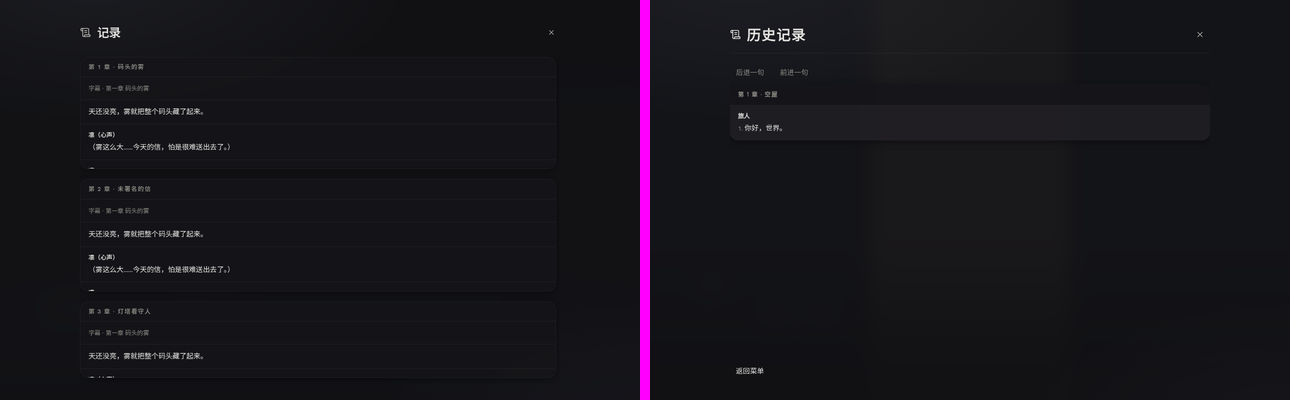 记录
第 1 章 · 码头的雾
字幕 · 第一章 码头的雾
天还没亮，雾就把整个码头藏了起来。
凛（心声）
（雾这么大……今天的信，怕是很难送出去了。）
第 2 章 · 未署名的信
字幕 · 第一章 码头的雾
天还没亮，雾就把整个码头藏了起来。
凛（心声）
（雾这么大……今天的信，怕是很难送出去了。）
第 3 章 · 灯塔看守人
字幕 · 第一章 码头的雾
天还没亮，雾就把整个码头藏了起来。
历史记录
后退一句 前进一句
第 1 章 · 空屋
旅人
1. 你好，世界。
返回菜单